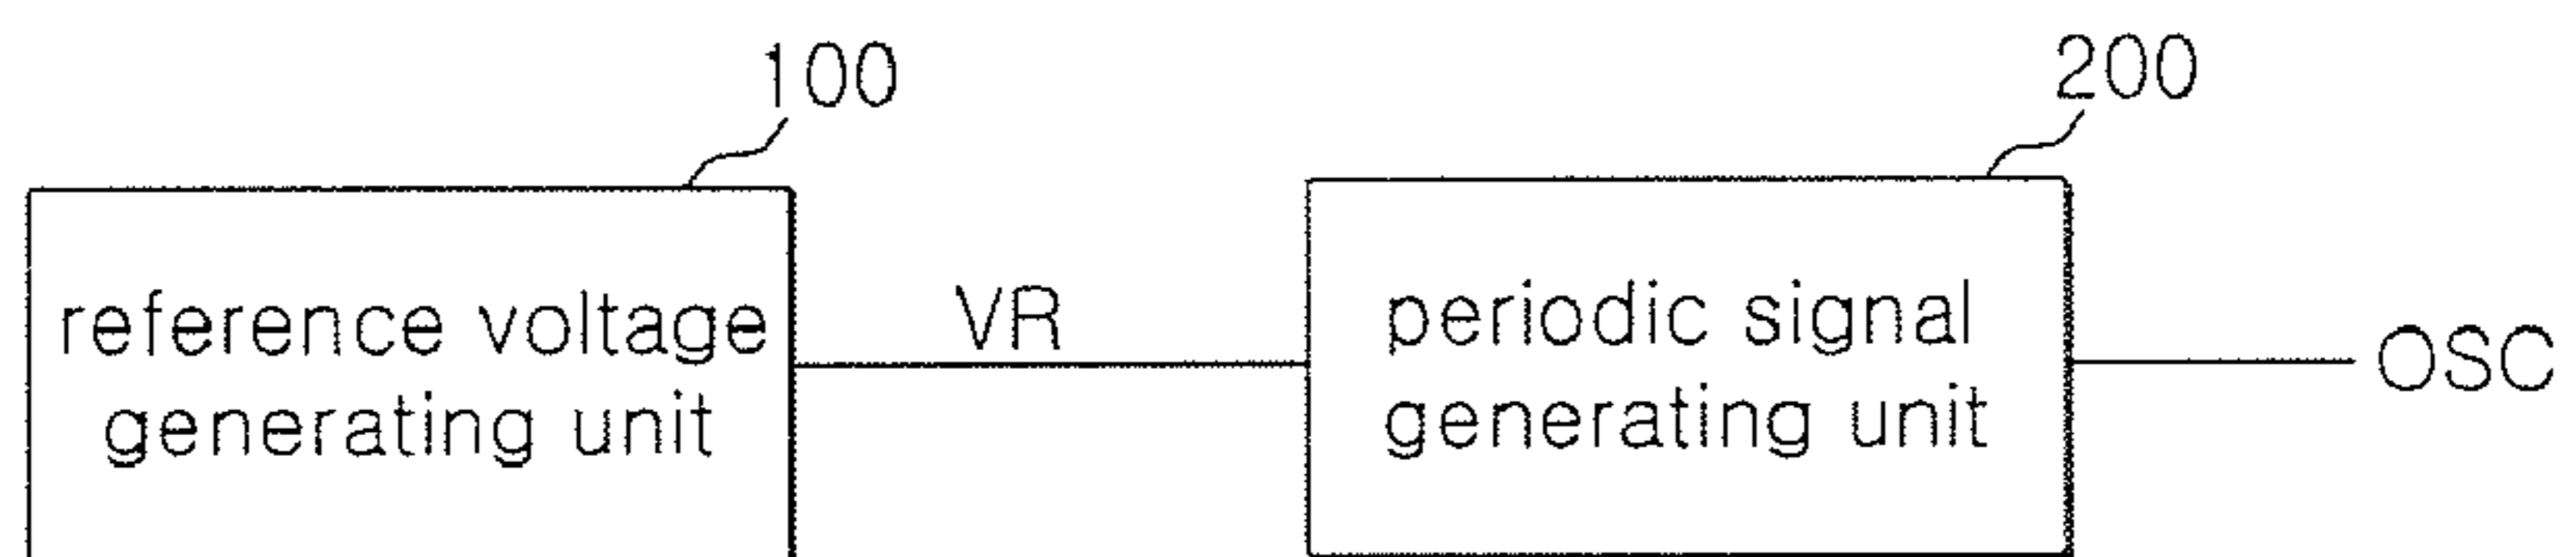 100
200
reference voltage
generating unit
VR
periodic signal
generating unit
OSC